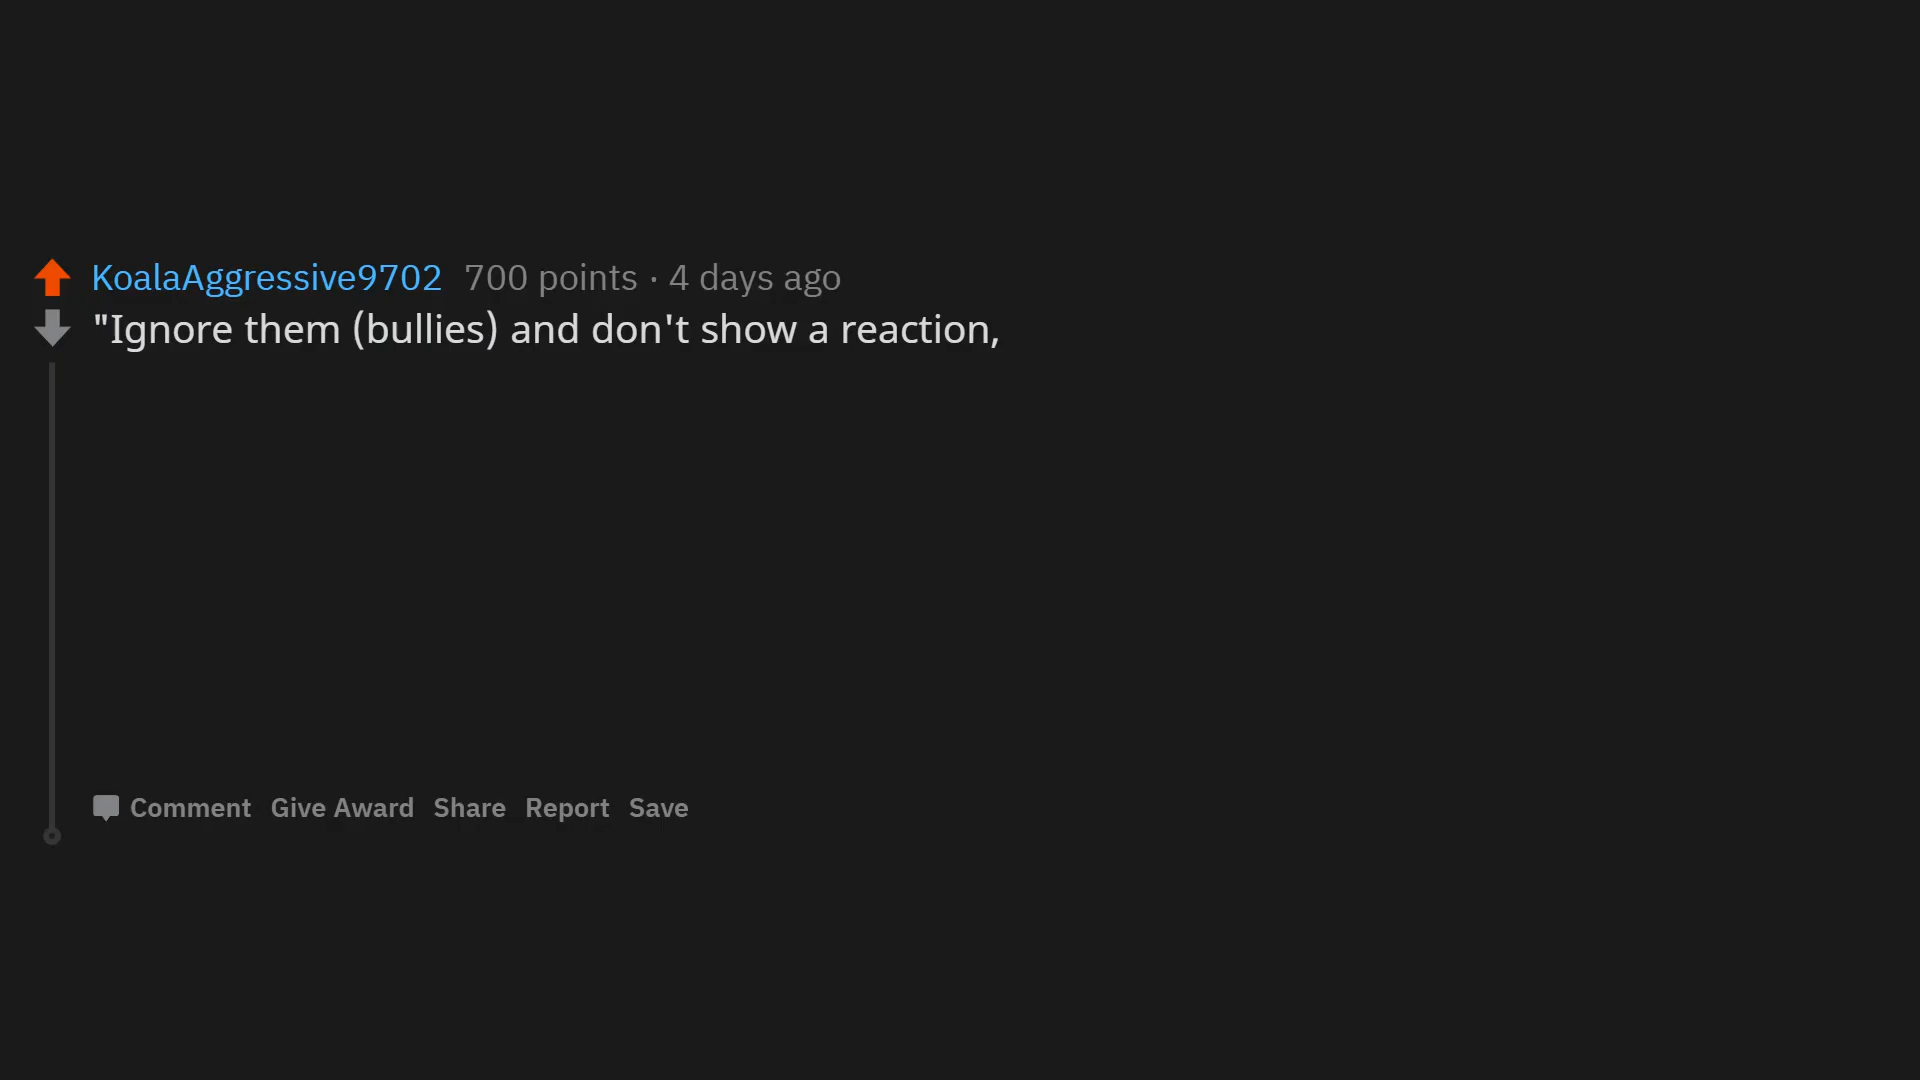 KoalaAggressive9702 700 points · 4 days ago
"Ignore them (bullies) and don't show a reaction,
Comment Give Award Share Report Save